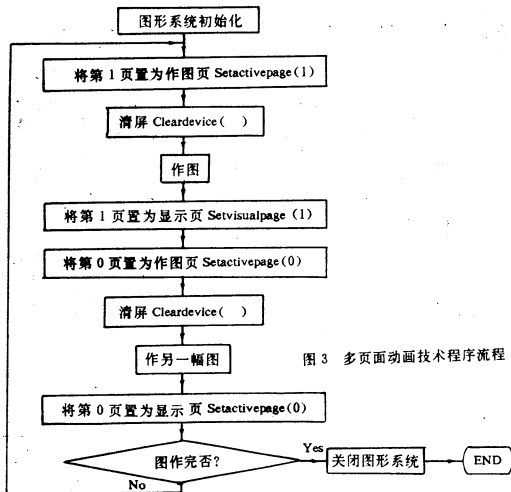 图形系统初始化
将第1页置为作图页 Setactivepage(1)
清屏 Cleardevice(  )
作图
将第1页置为显示页 Setvisualpage (1)
将第0页置为作图页 Setactivepage(0)
清屏 Cleardevice(  )
作另一幅图
图3 多页面动画技术程序流程
将第0页置为显示页 Setactivepage(0)
图作完否?
Yes
关闭图形系统
END
No